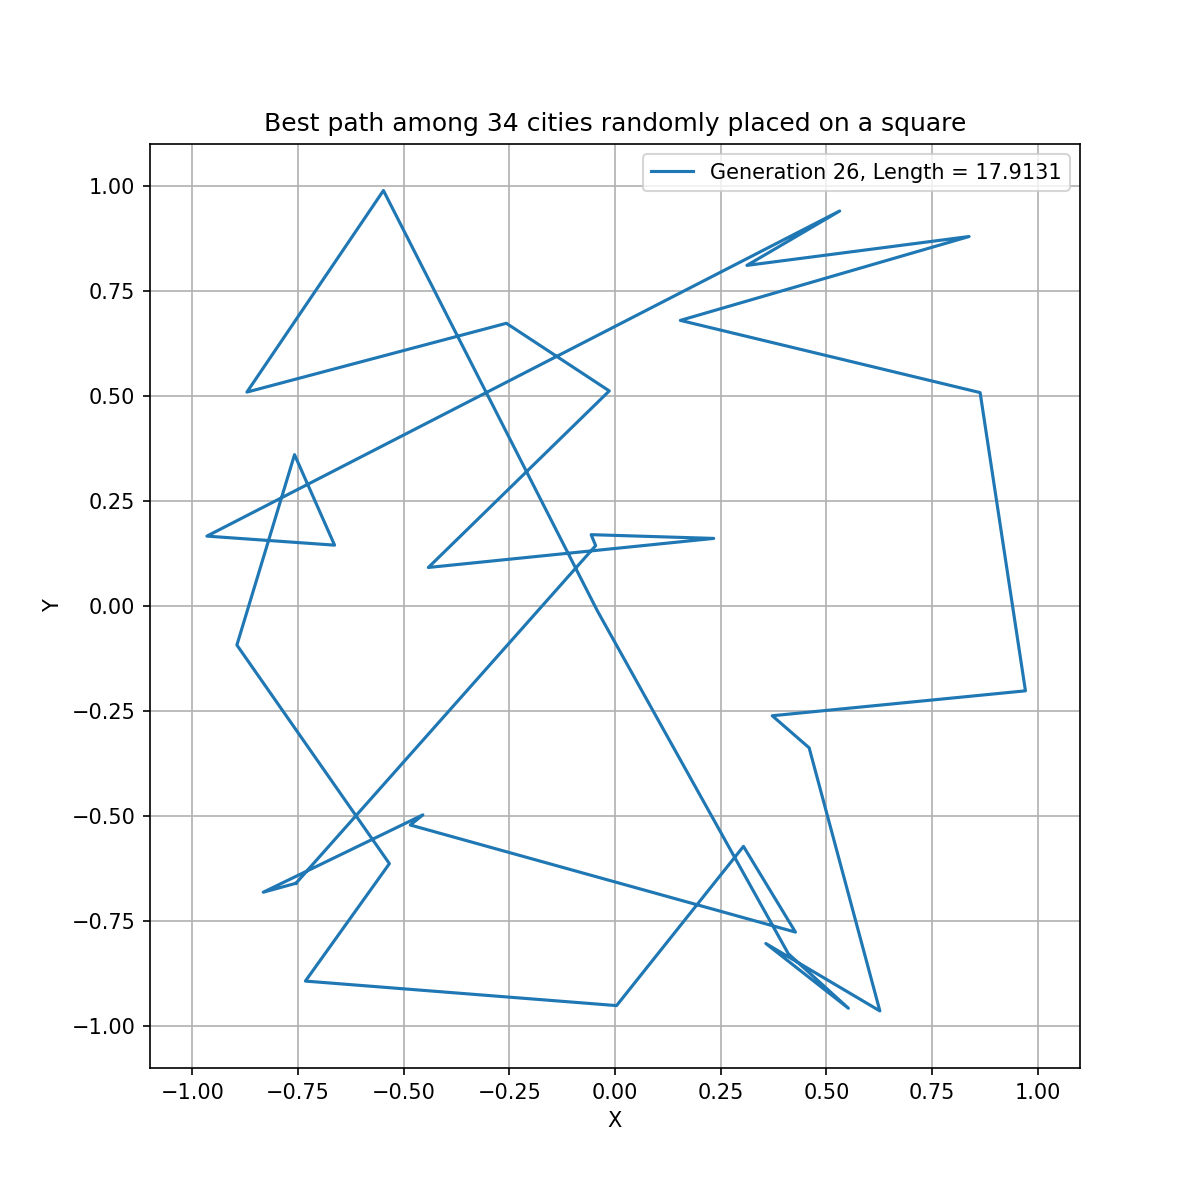 Best path among 34 cities randomly placed on a square
Generation 26, Length = 17.9131
1.00
0.75
0.50
0.25
0.00
−0.25
−0.50
−0.75
−1.00
Y
−1.00 −0.75 −0.50 −0.25 0.00 0.25 0.50 0.75 1.00
X